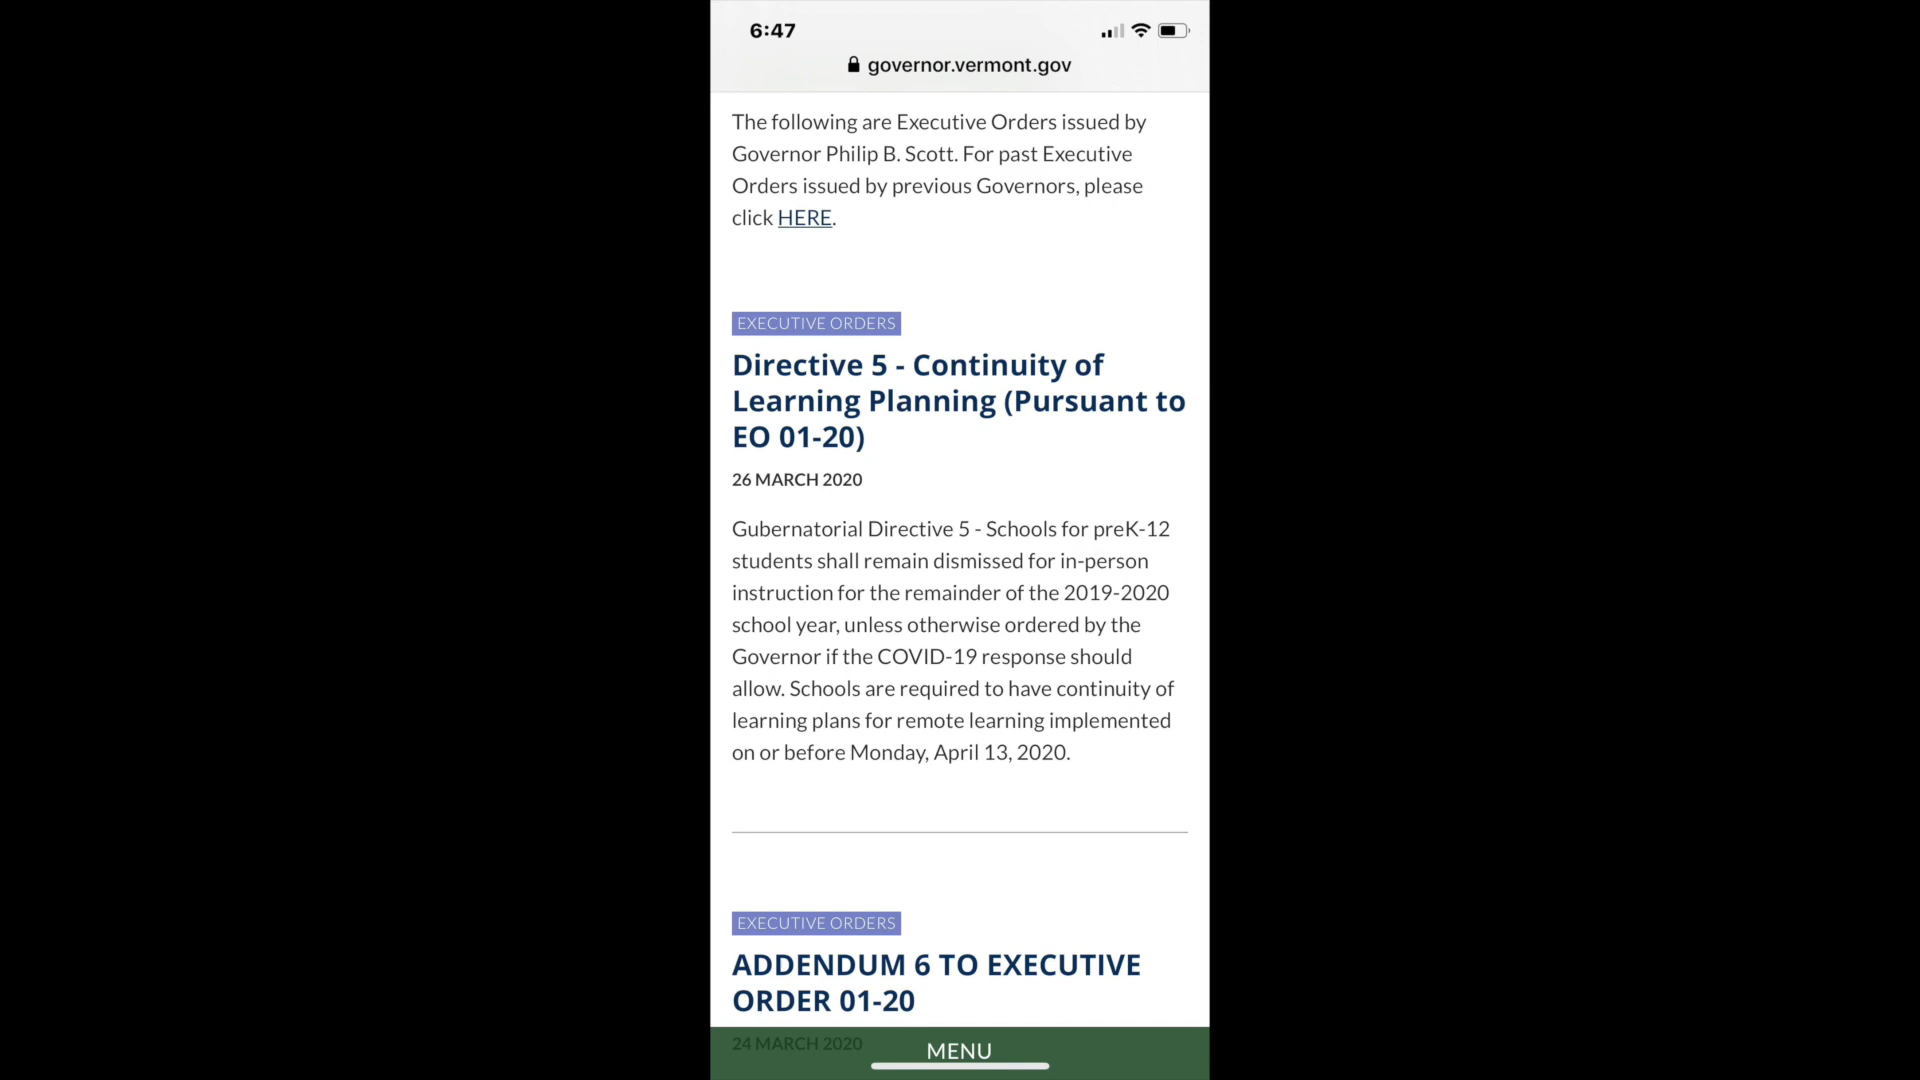 6:47
governor.vermont.gov
The following are Executive Orders issued by
Governor Philip B. Scott. For past Executive
Orders issued by previous Governors, please
click HERE.
EXECUTIVE ORDERS
Directive 5 - Continuity of
Learning Planning (Pursuant to
EO 01-20)
26 MARCH 2020
Gubernatorial Directive 5 - Schools for preK-12
students shall remain dismissed for in-person
instruction for the remainder of the 2019-2020
school year, unless otherwise ordered by the
Governor if the COVID-19 response should
allow. Schools are required to have continuity of
learning plans for remote learning implemented
on or before Monday, April 13, 2020.
EXECUTIVE ORDERS
ADDENDUM 6 TO EXECUTIVE
ORDER 01-20
24 MARCH 2020
MENU